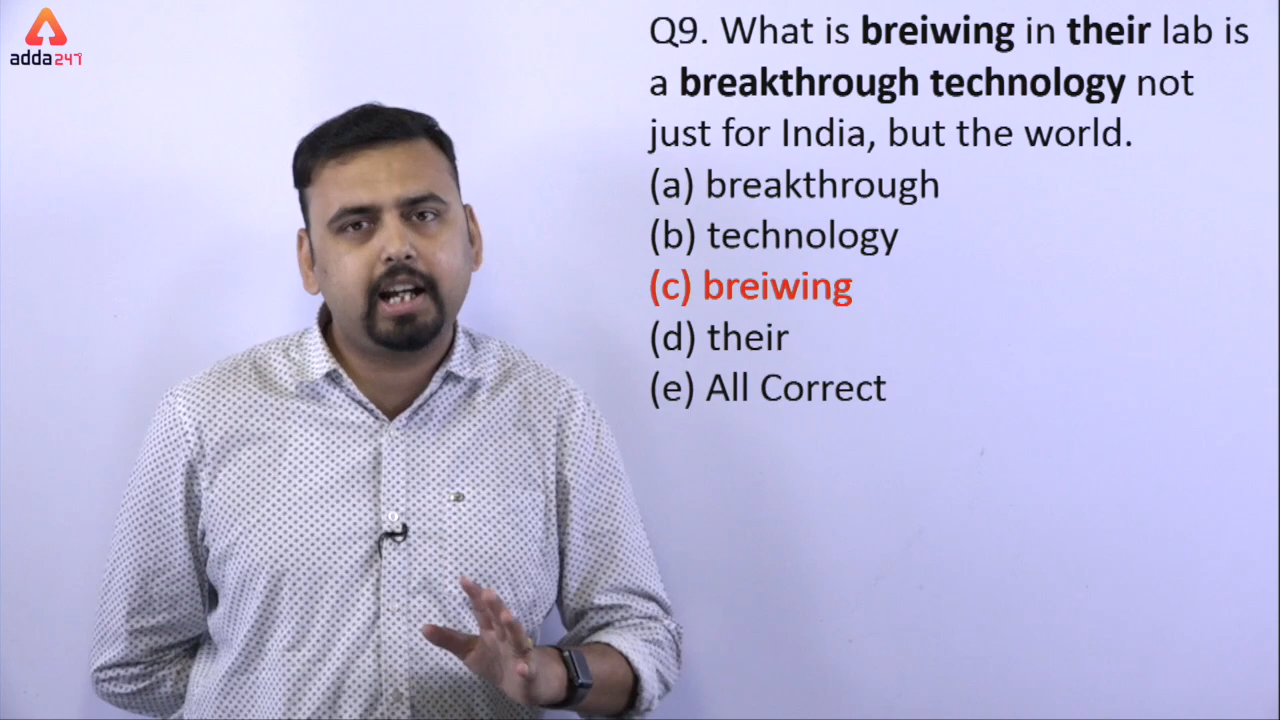 adda247
Q9. What is breiwing in their lab is
a breakthrough technology not
just for India, but the world.
(a) breakthrough
(b) technology
(c) breiwing
(d) their
(e) All Correct